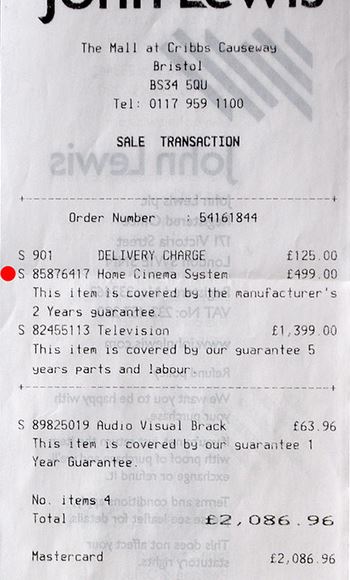 John Lewis
The Mall at Cribbs Causeway
Bristol
BS34 5QU
Tel: 0117 959 1100
SALE TRANSACTION
Order Number : 54161844
S 901 DELIVERY CHARGE £125.00
S 85876417 Home Cinema System £499.00
This item is covered by the manufacturer's
2 Years guarantee.
S 82455113 Television £1,399.00
This item is covered by our guarantee 5
years parts and labour.
S 89825019 Audio Visual Brack £63.96
This item is covered by our guarantee 1
Year Guarantee.
No. items 4
Total £2,086.96
Mastercard £2,086.96